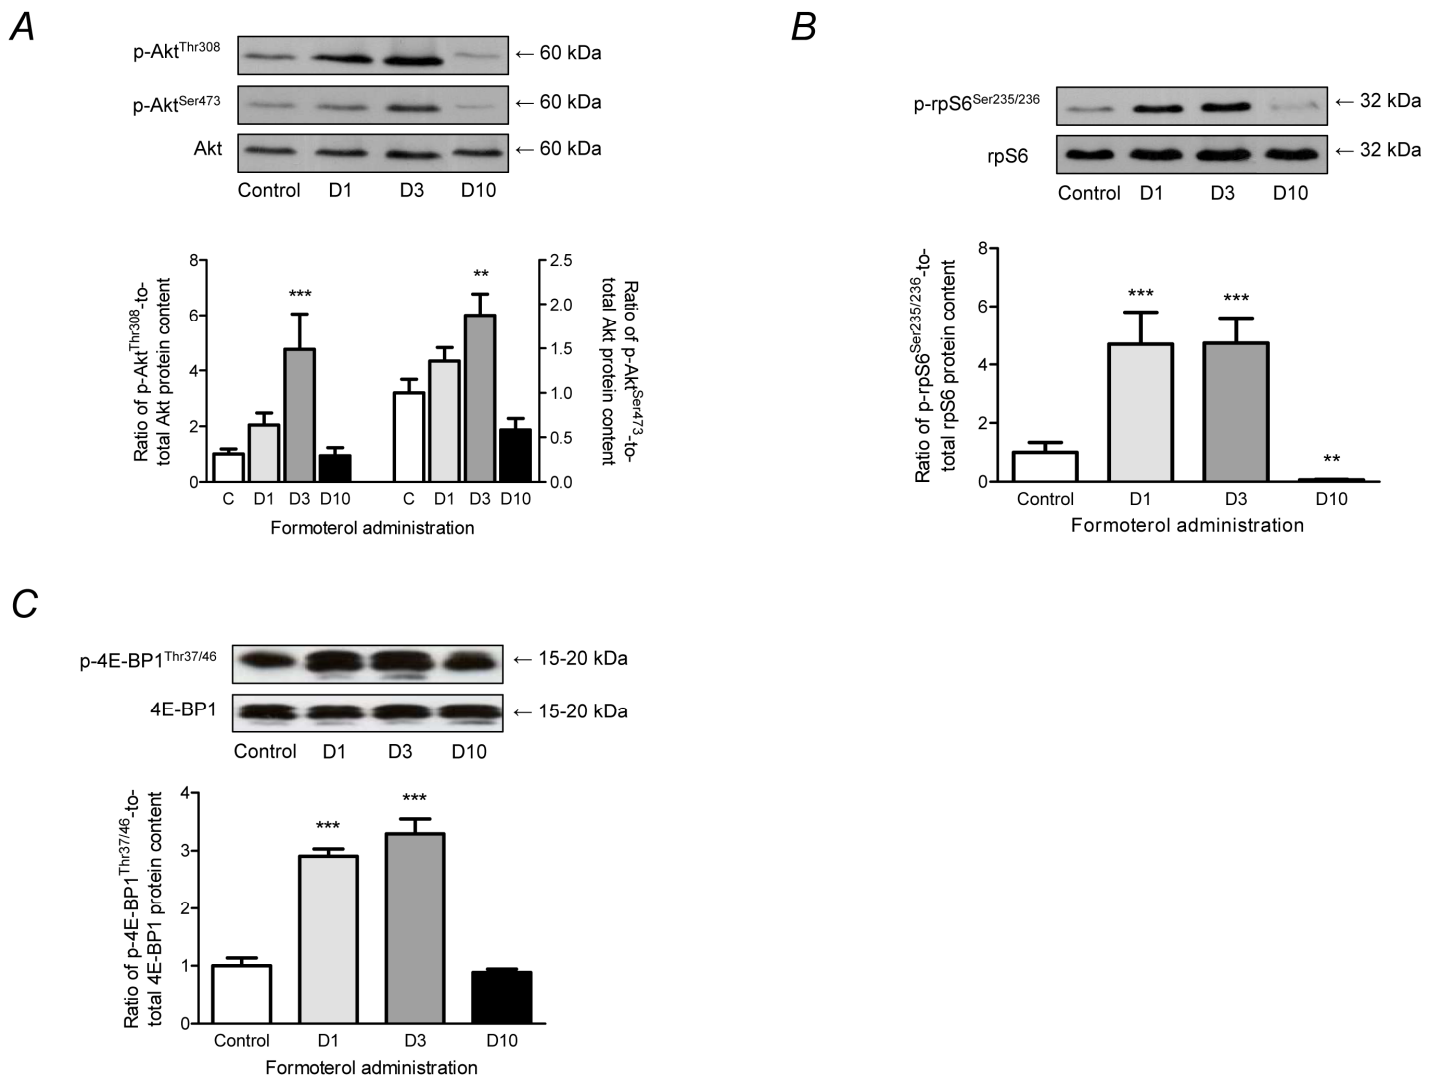 A
p-AktThr308
← 60 kDa
p-AktSer473
← 60 kDa
Akt
← 60 kDa
Control D1 D3 D10
Ratio of p-AktThr308-to-
total Akt protein content
8
6
4
2
0
***
**
2.5
2.0
1.5
1.0
0.5
0.0
Ratio of p-AktSer473-to-
total Akt protein content
C D1 D3 D10 C D1 D3 D10
Formoterol administration
B
p-rpS6Ser235/236
← 32 kDa
rpS6
← 32 kDa
Control D1 D3 D10
Ratio of p-rpS6Ser235/236-to-
total rpS6 protein content
8
6
4
2
0
***
***
**
Control D1 D3 D10
Formoterol administration
C
p-4E-BP1Thr37/46
← 15-20 kDa
4E-BP1
← 15-20 kDa
Control D1 D3 D10
Ratio of p-4E-BP1Thr37/46-to-
total 4E-BP1 protein content
4
3
2
1
0
***
***
Control D1 D3 D10
Formoterol administration